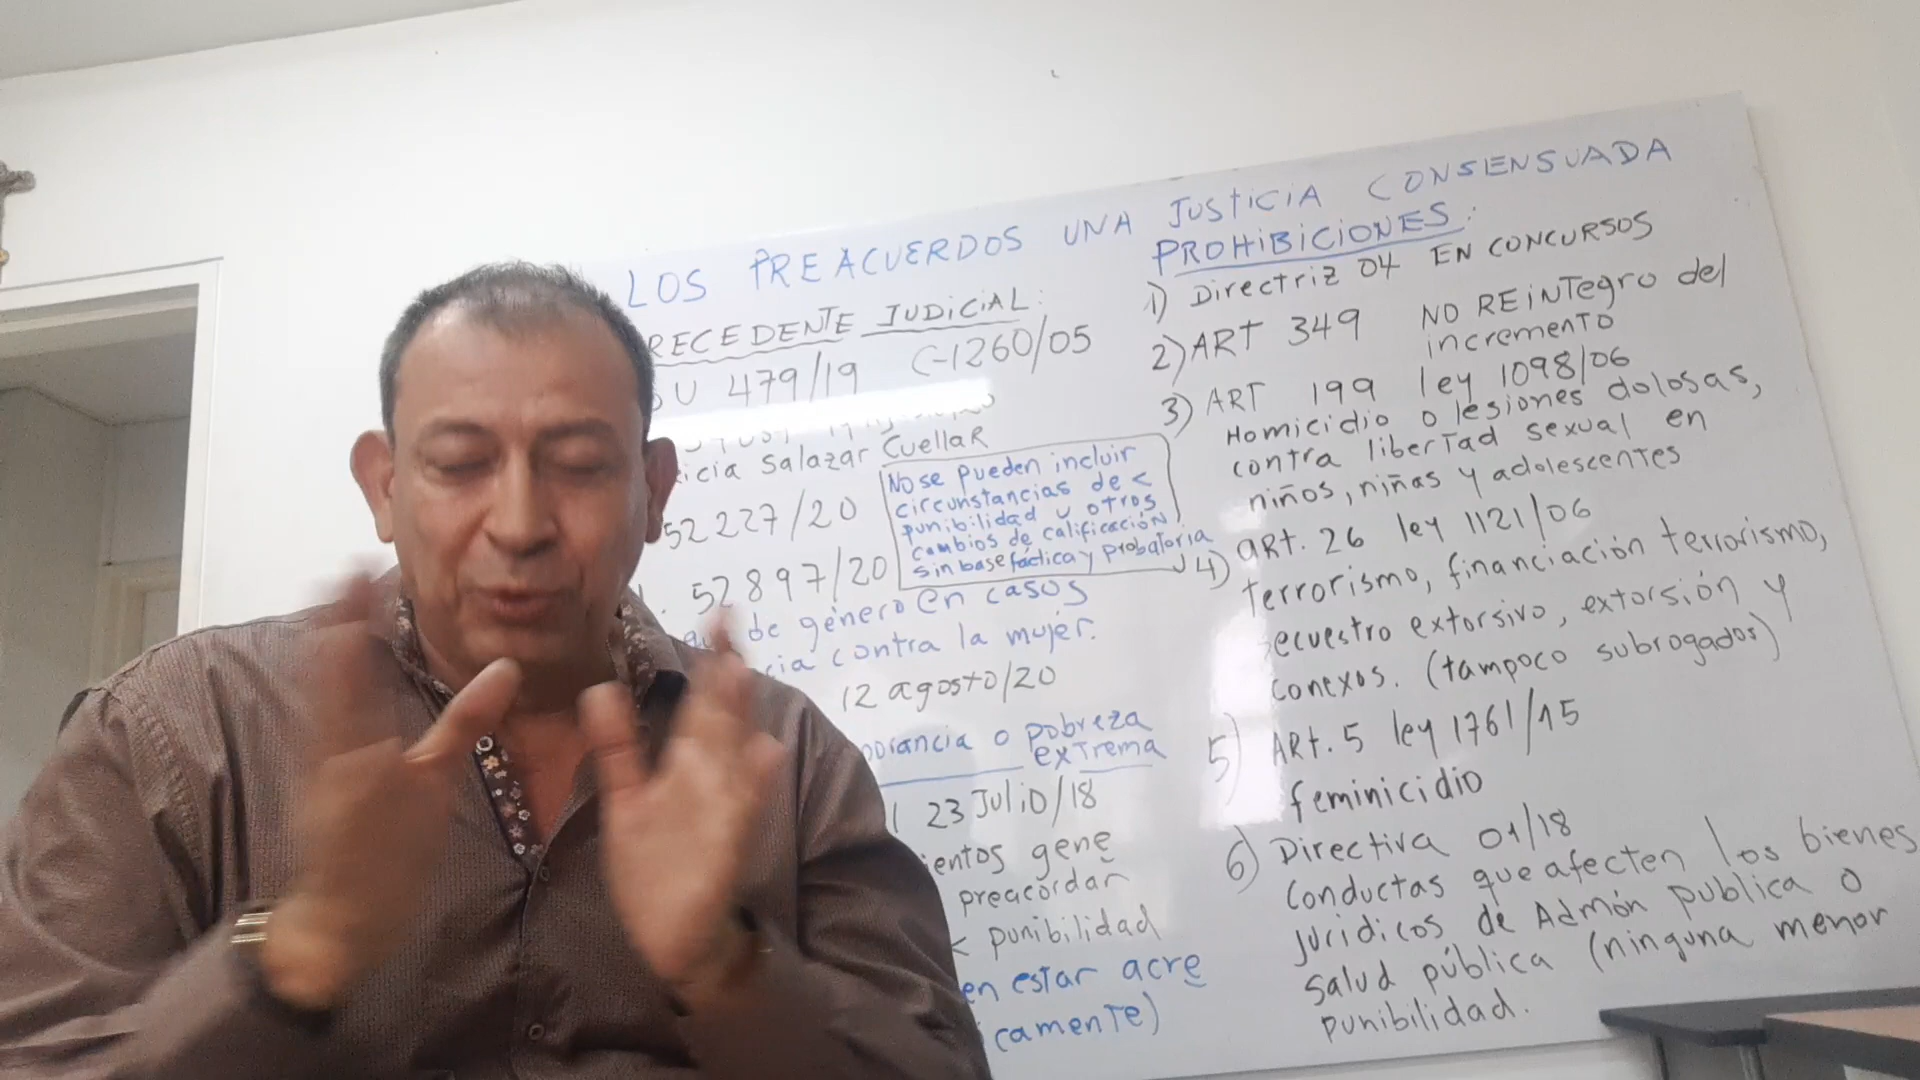 LOS PREACUERDOS UNA JUSTICIA CONSENSUADA
RECEDENTE JUDICIAL:
U 479/19 C-1260/05
icia Salazar CuellaR
52227/20
52897/20
No se pueden incluir
circunstancias de <
punibilidad u otros
cambios de calificación
sin base fáctica y probatoria
de género en casos
cia contra la mujer.
12 agosto/20
o pobreza
extrema
23 Julio/18
ientos gene
preacordar
< punibilidad
en estar acre
camente)
PROHIBICIONES:
1) Directriz 04 EN CONCURSOS
2) ART 349 NO REINTegro del
incremento
3) ART 199 ley 1098/06
Homicidio o lesiones dolosas,
contra libertad sexual en
niños, niñas y adolescentes
4) art. 26 ley 1121/06
terrorismo, financiación terrorismo,
ecuestro extorsivo, extorsión y
conexos. (tampoco subrogados)
5) ARt. 5 ley 1761/15
feminicidio
6) Directiva 01/18
conductas que afecten los bienes
juridicos de Admón publica o
salud pública (ninguna menor
punibilidad.